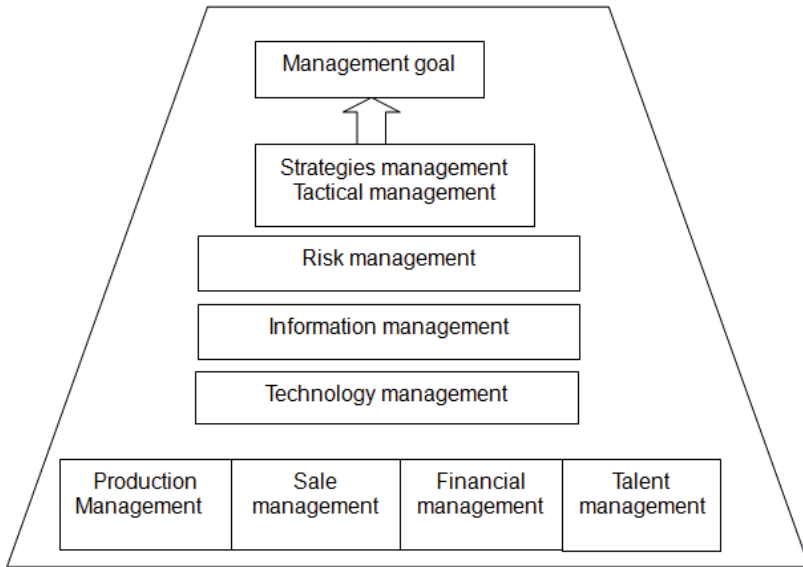 Management goal
Strategies management
Tactical management
Risk management
Information management
Technology management
Production
Management
Sale
management
Financial
management
Talent
management